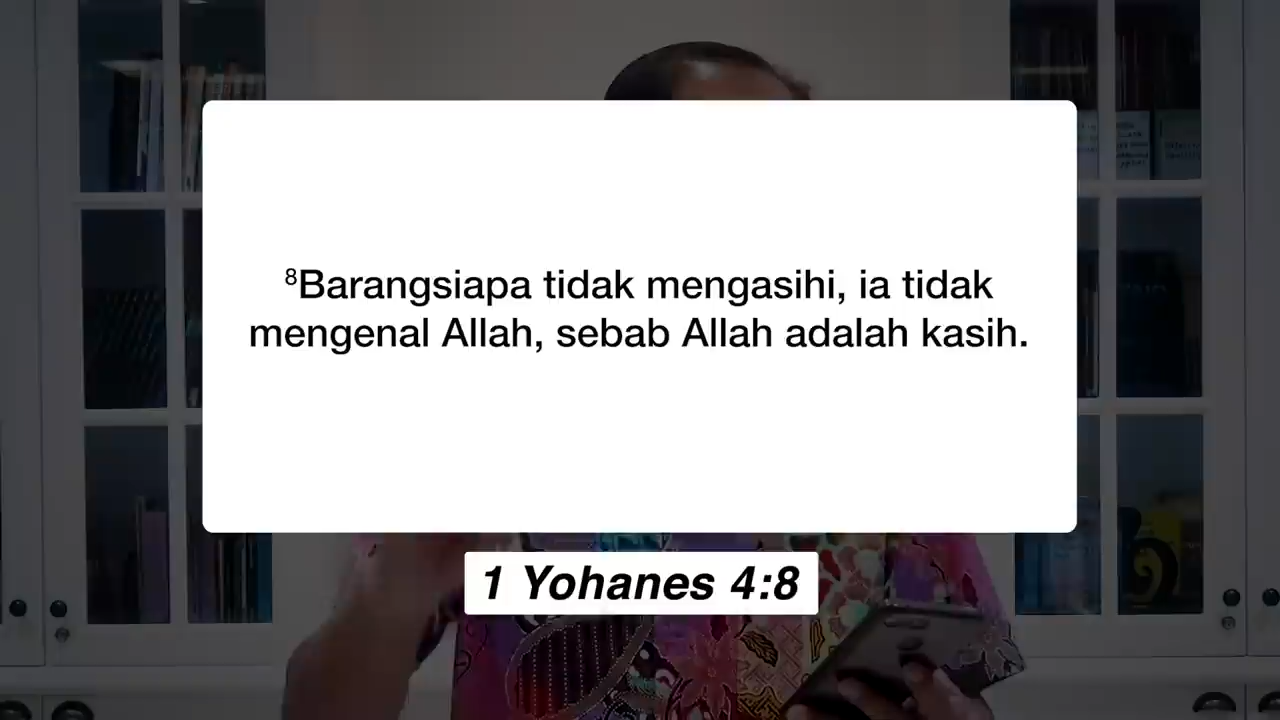 ⁸Barangsiapa tidak mengasihi, ia tidak
mengenal Allah, sebab Allah adalah kasih.
1 Yohanes 4:8